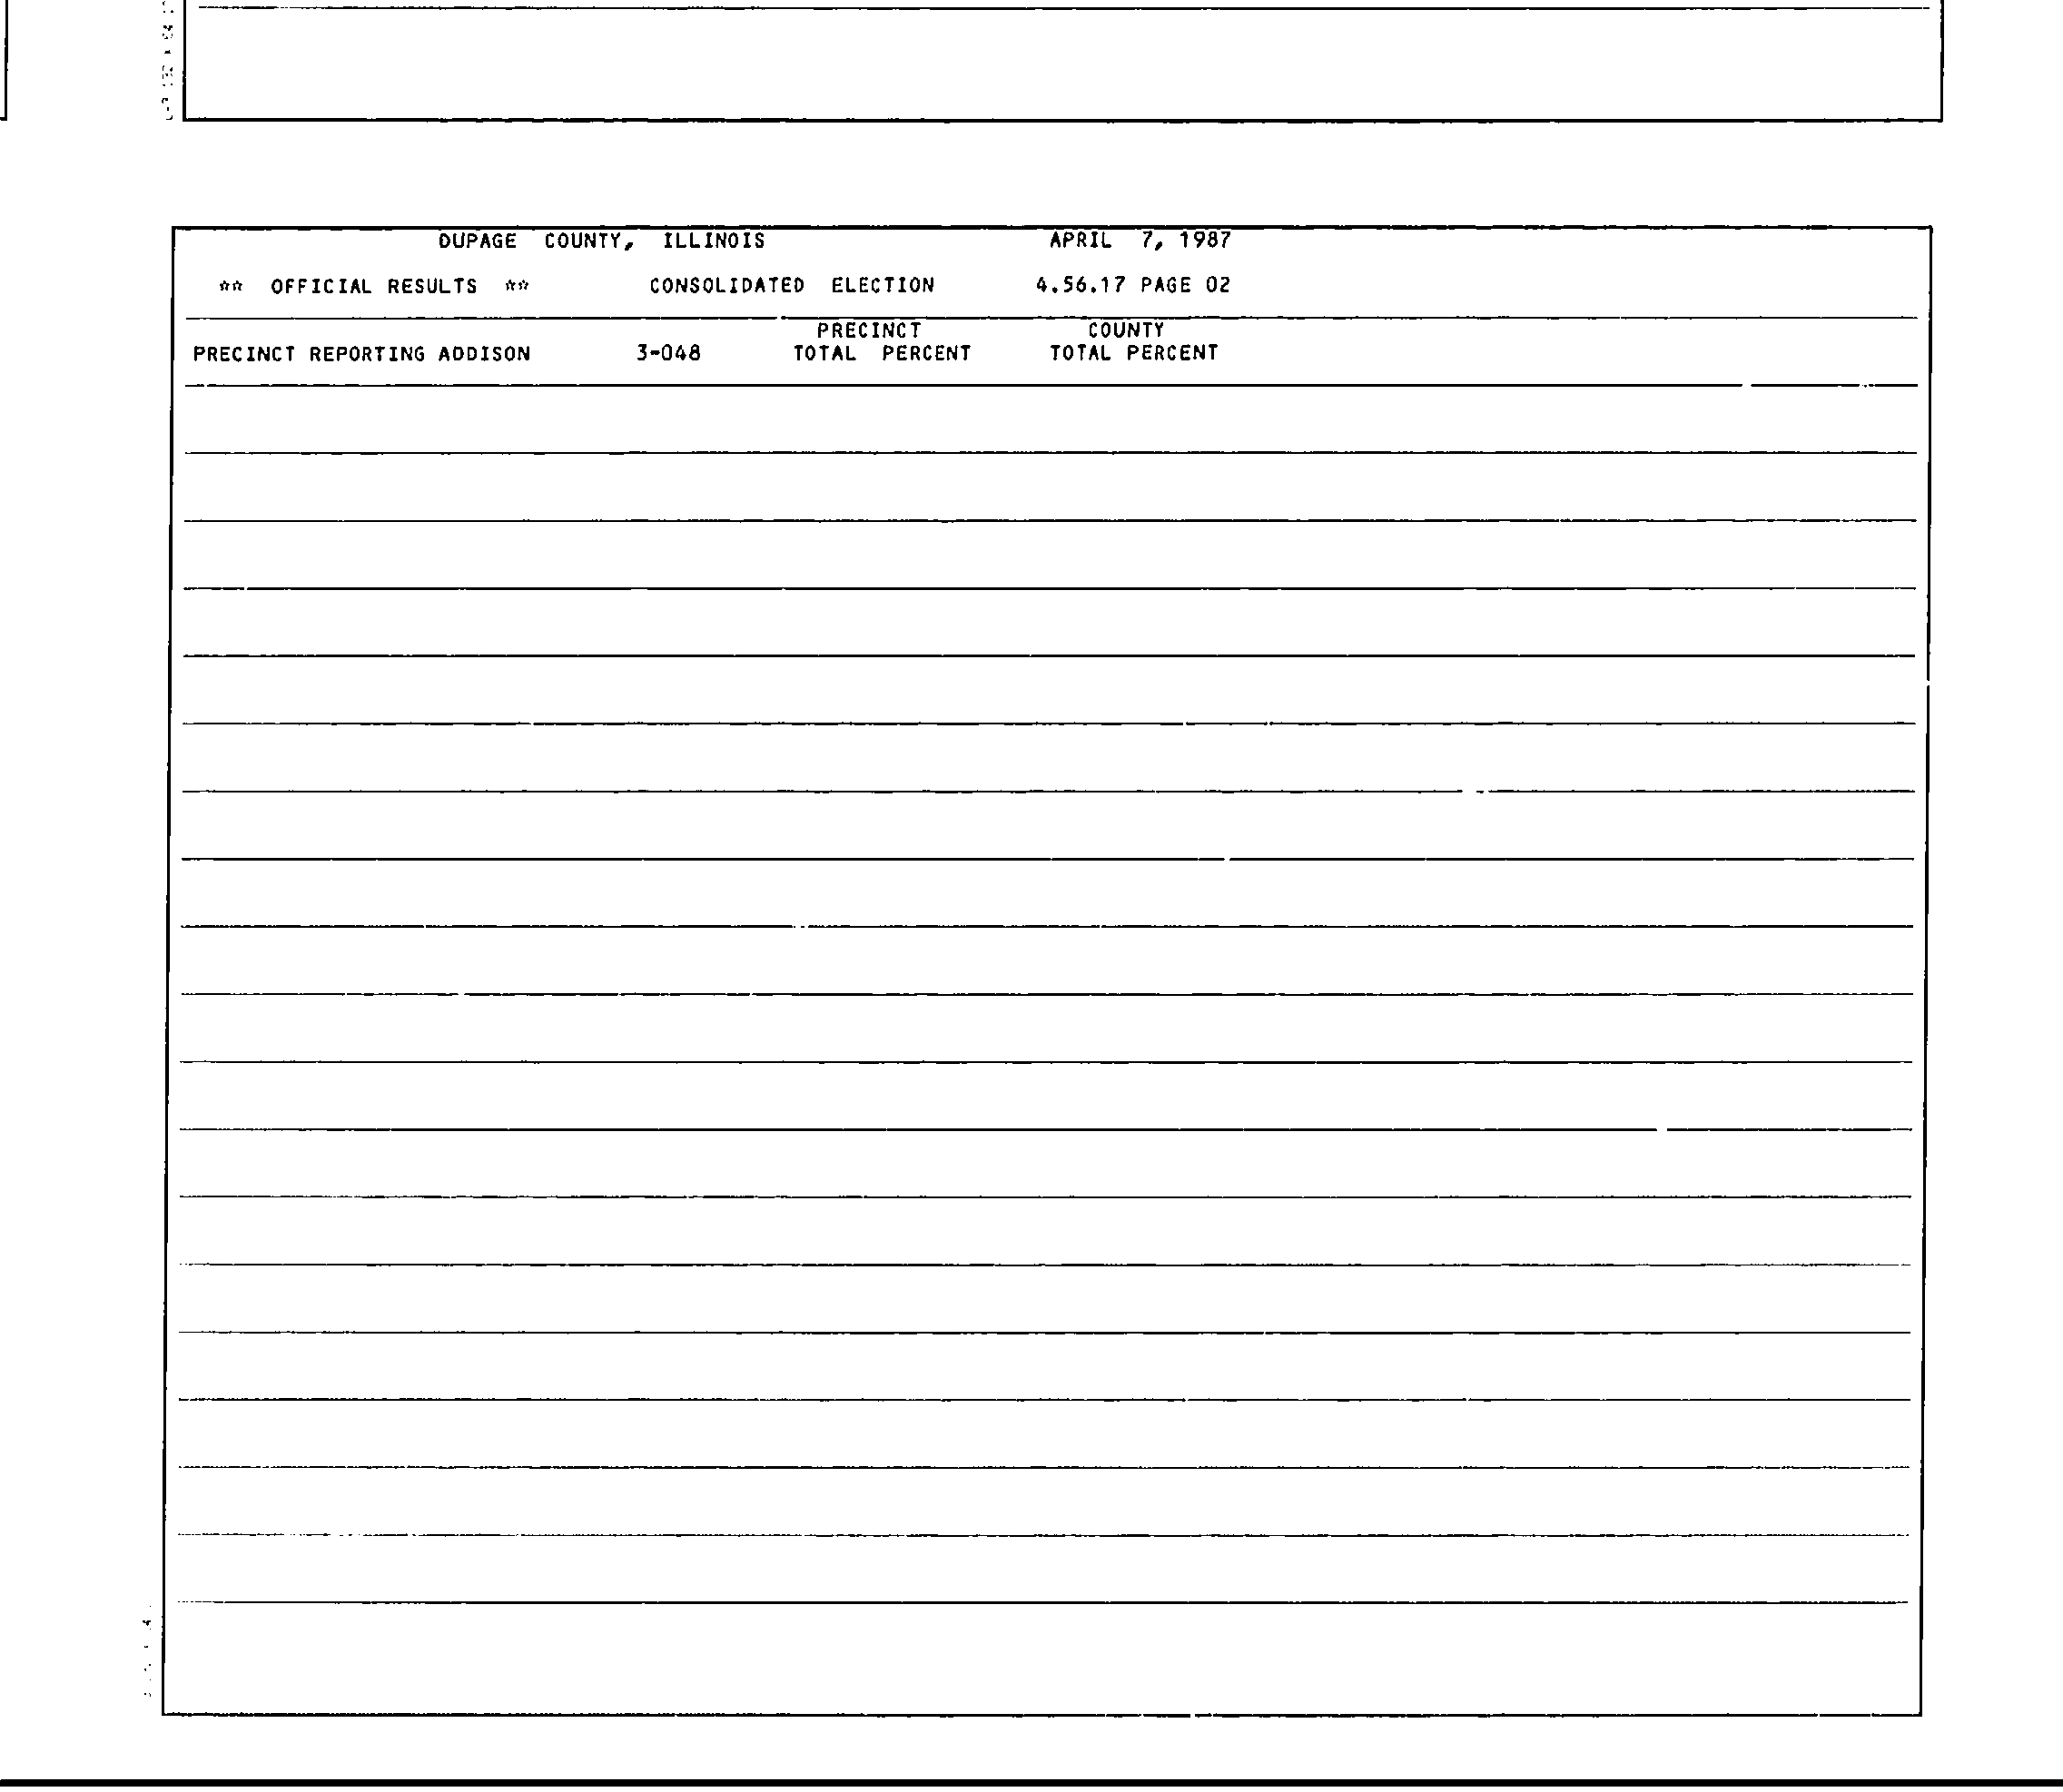 DUPAGE COUNTY, ILLINOIS APRIL 7, 1987
** OFFICIAL RESULTS ** CONSOLIDATED ELECTION 4.56.17 PAGE 02
PRECINCT COUNTY
PRECINCT REPORTING ADDISON 3-048 TOTAL PERCENT TOTAL PERCENT